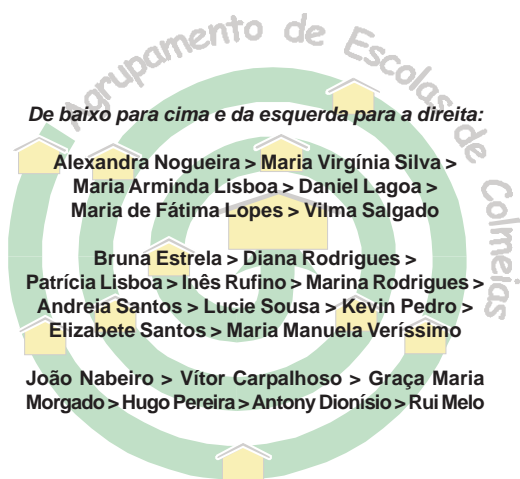 Agrupamento de Escolas de Colmeias
De baixo para cima e da esquerda para a direita:
Alexandra Nogueira > Maria Virgínia Silva >
Maria Arminda Lisboa > Daniel Lagoa >
Maria de Fátima Lopes > Vilma Salgado
Bruna Estrela > Diana Rodrigues >
Patrícia Lisboa > Inês Rufino > Marina Rodrigues >
Andreia Santos > Lucie Sousa > Kevin Pedro >
Elizabete Santos > Maria Manuela Veríssimo
João Nabeiro > Vítor Carpalhoso > Graça Maria
Morgado > Hugo Pereira > Antony Dionísio > Rui Melo